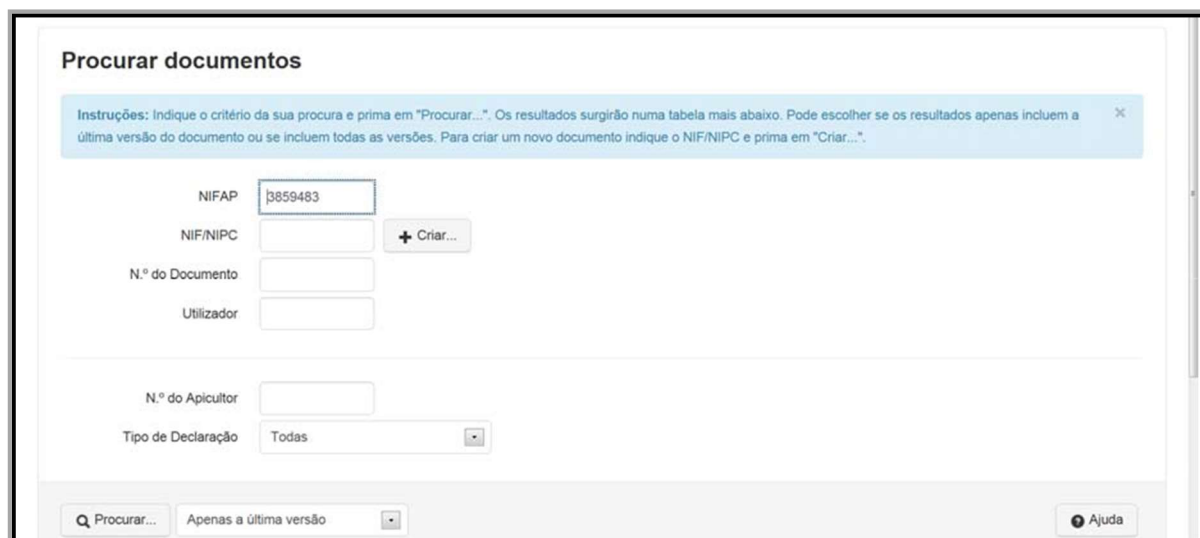 Procurar documentos
Instruções: Indique o critério da sua procura e prima em "Procurar...". Os resultados surgirão numa tabela mais abaixo. Pode escolher se os resultados apenas incluem a
última versão do documento ou se incluem todas as versões. Para criar um novo documento indique o NIF/NIPC e prima em "Criar...".
NIFAP 3859483
NIF/NIPC Criar...
N.º do Documento
Utilizador
N.º do Apicultor
Tipo de Declaração Todas
Procurar... Apenas a última versão Ajuda